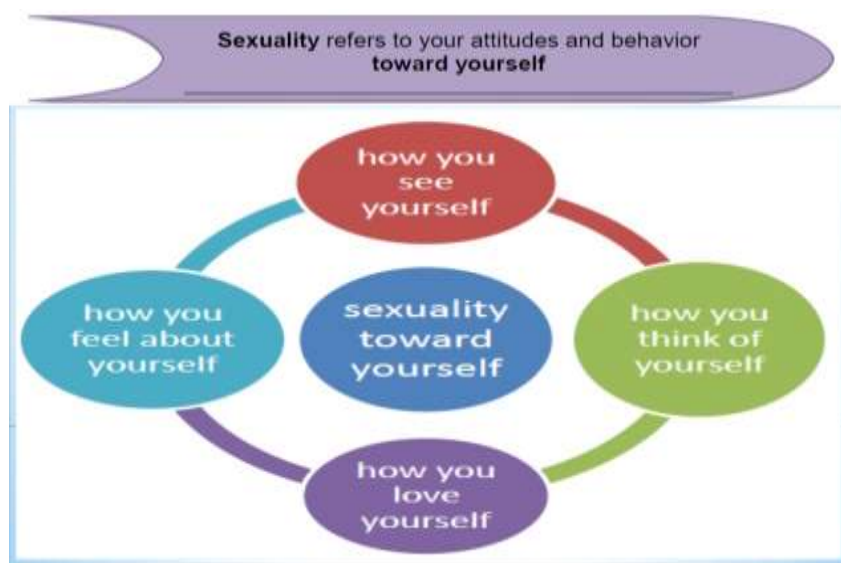 Sexuality refers to your attitudes and behavior
toward yourself
how you
see
yourself
how you
feel about
yourself
sexuality
toward
yourself
how you
think of
yourself
how you
love
yourself